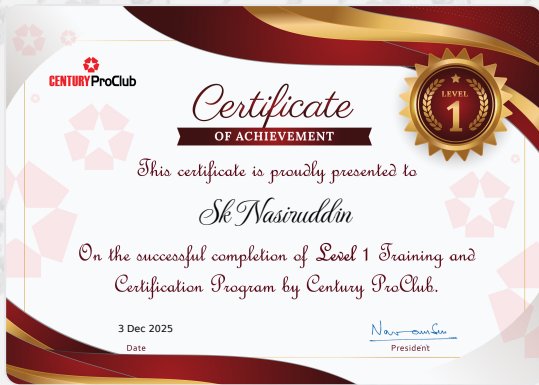 CENTURY ProClub
LEVEL
1
Certificate
OF ACHIEVEMENT
This certificate is proudly presented to
Sk Nasiruddin
On the successful completion of Level 1 Training and
Certification Program by Century ProClub.
3 Dec 2025
Date
President